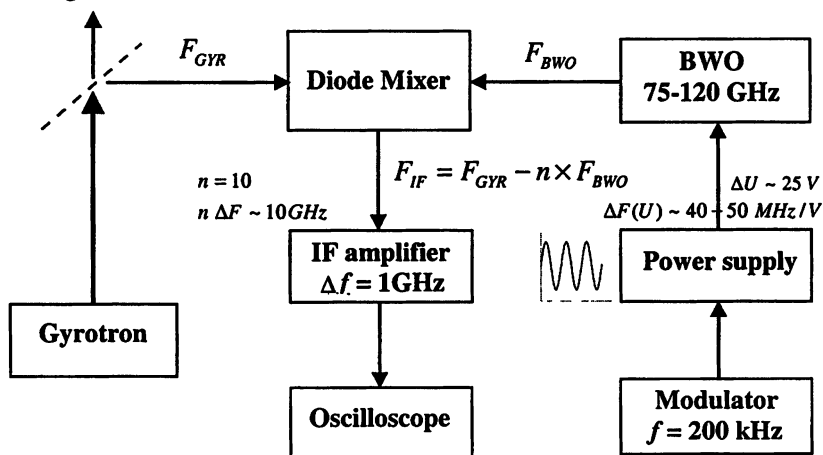 F_GYR
Diode Mixer
F_BWO
BWO
75-120 GHz
n = 10
n ΔF ~ 10GHz
F_IF = F_GYR − n × F_BWO
ΔU ~ 25 V
ΔF(U) ~ 40 - 50 MHz/V
IF amplifier
Δf = 1GHz
Power supply
Gyrotron
Oscilloscope
Modulator
f = 200 kHz